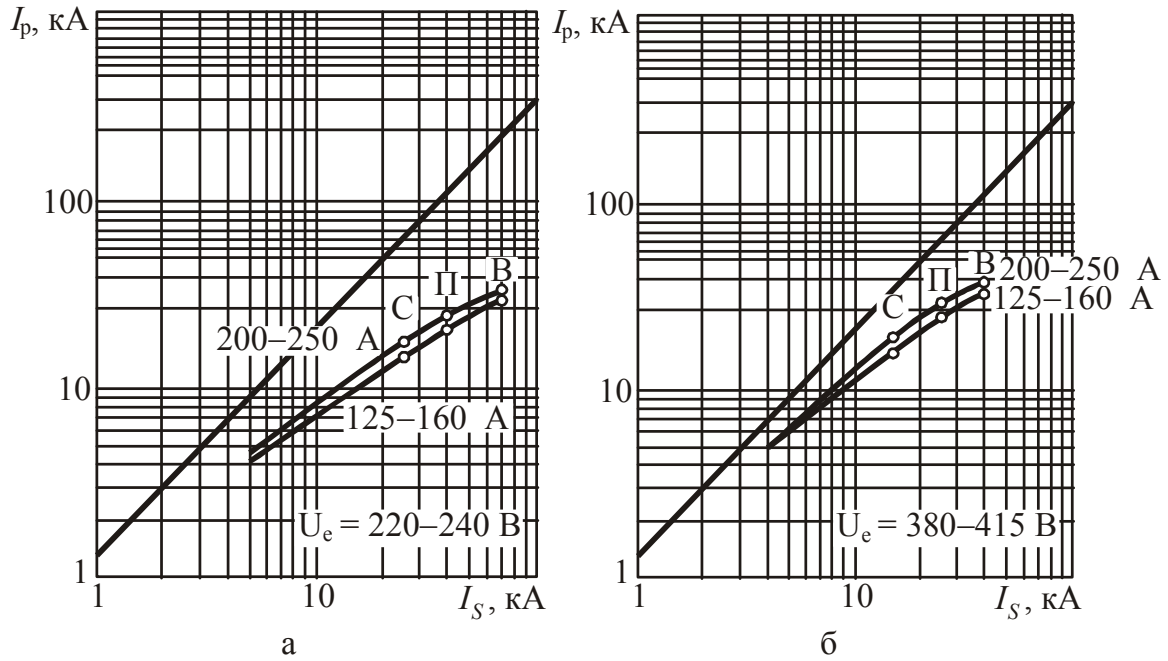 I_p, кА
100
10
1
200–250 А
125–160 А
С
П
В
U_e = 220–240 В
1
10
I_S, кА
а
I_p, кА
100
10
1
С
П
В
200–250 А
125–160 А
U_e = 380–415 В
1
10
I_S, кА
б